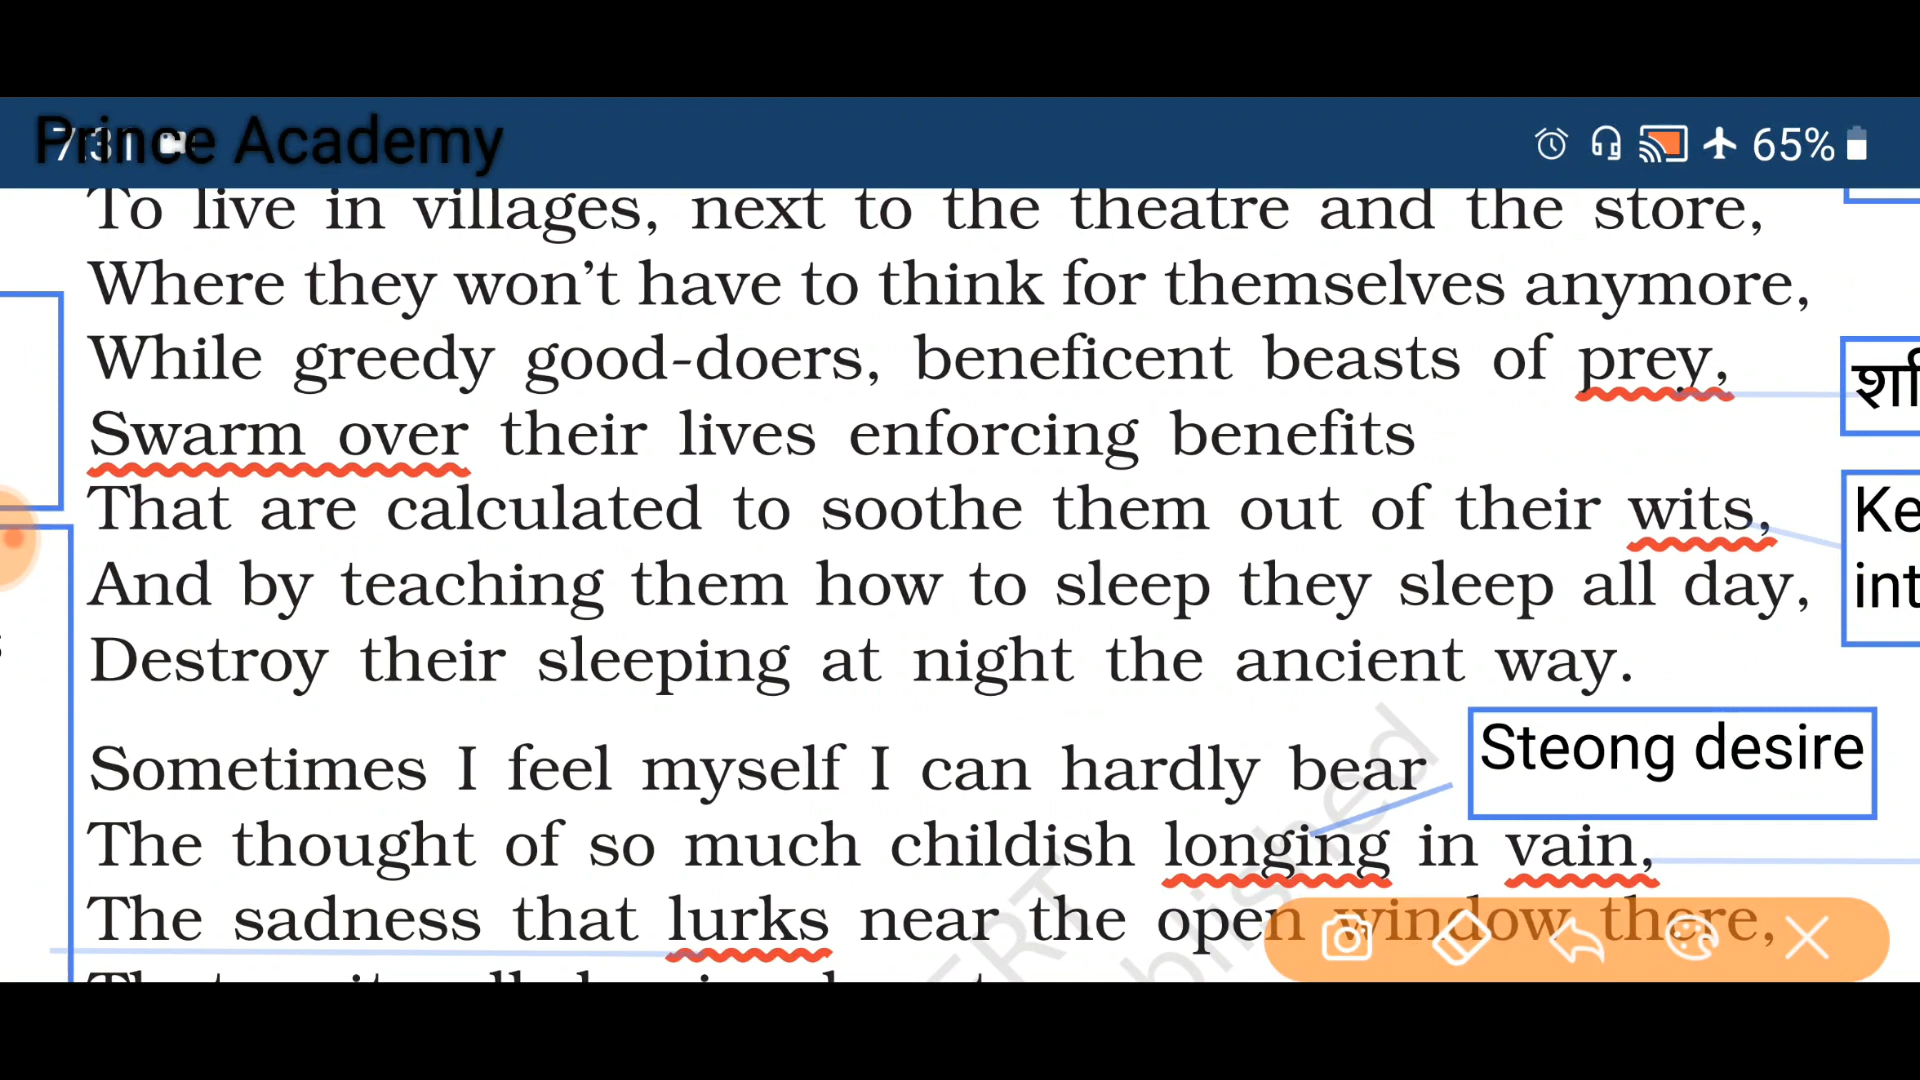 Prince Academy
7:31
65%
To live in villages, next to the theatre and the store,
Where they won't have to think for themselves anymore,
While greedy good-doers, beneficent beasts of prey,
Swarm over their lives enforcing benefits
That are calculated to soothe them out of their wits,
And by teaching them how to sleep they sleep all day,
Destroy their sleeping at night the ancient way.
Sometimes I feel myself I can hardly bear
Steong desire
The thought of so much childish longing in vain,
The sadness that lurks near the open window there,
Ke
int